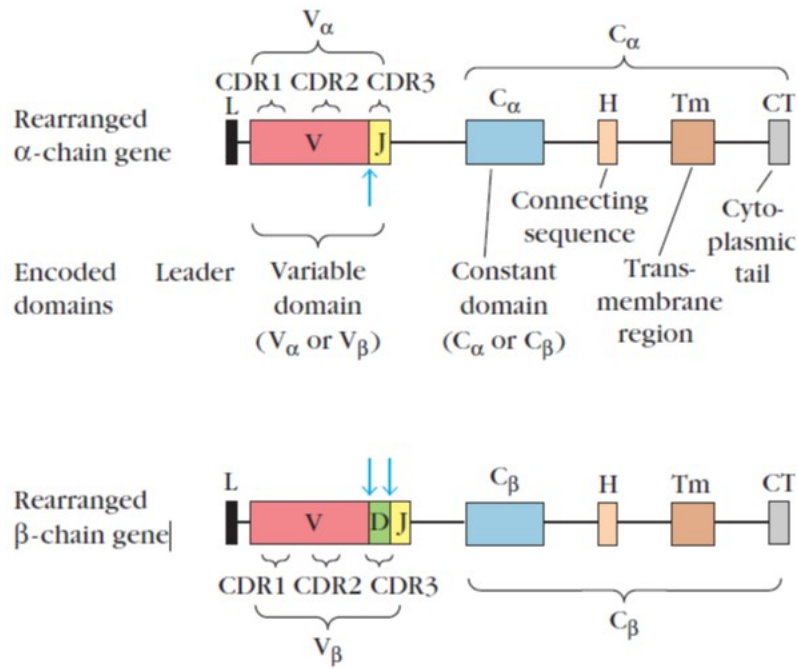 Vα Cα
CDR1 CDR2 CDR3
L Cα H Tm CT
Rearranged
α-chain gene
V J
Connecting
sequence
Cyto-
plasmic
tail
Encoded
domains
Leader
Variable
domain
(Vα or Vβ)
Constant
domain
(Cα or Cβ)
Trans-
membrane
region
L Cβ H Tm CT
Rearranged
β-chain gene
V D J
CDR1 CDR2 CDR3
Vβ Cβ